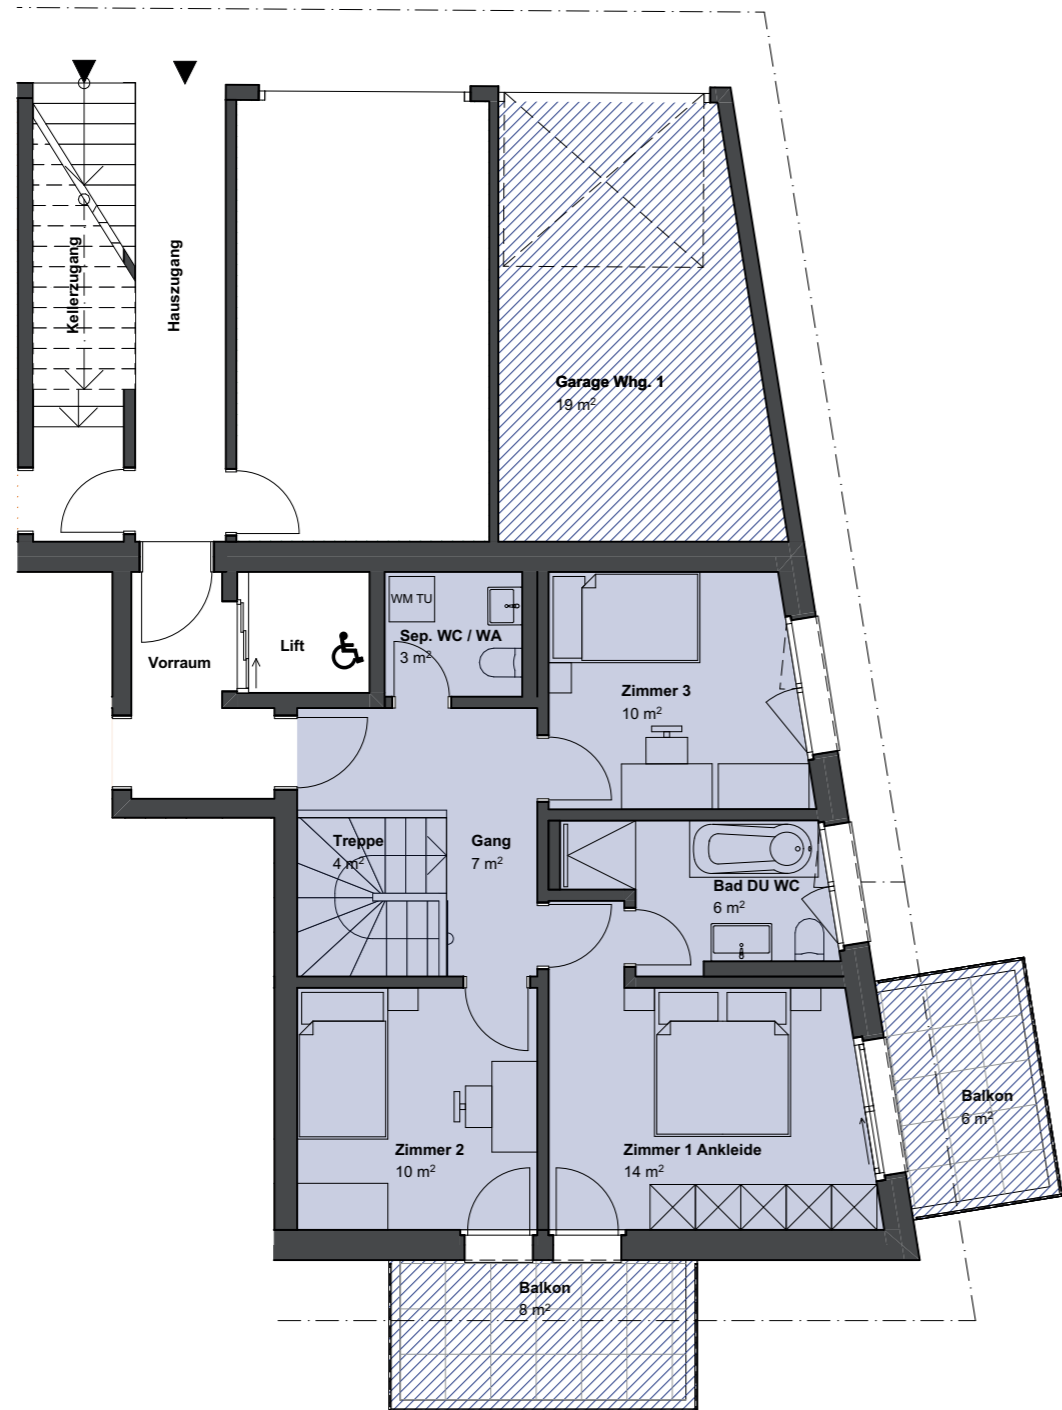 Kellerzugang
Hauszugang
Garage Whg. 1
19 m²
WM TU
Sep. WC / WA
3 m²
Lift
Vorraum
Zimmer 3
10 m²
Treppe
4 m²
Gang
7 m²
Bad DU WC
6 m²
Balkon
6 m²
Zimmer 2
10 m²
Zimmer 1 Ankleide
14 m²
Balkon
8 m²